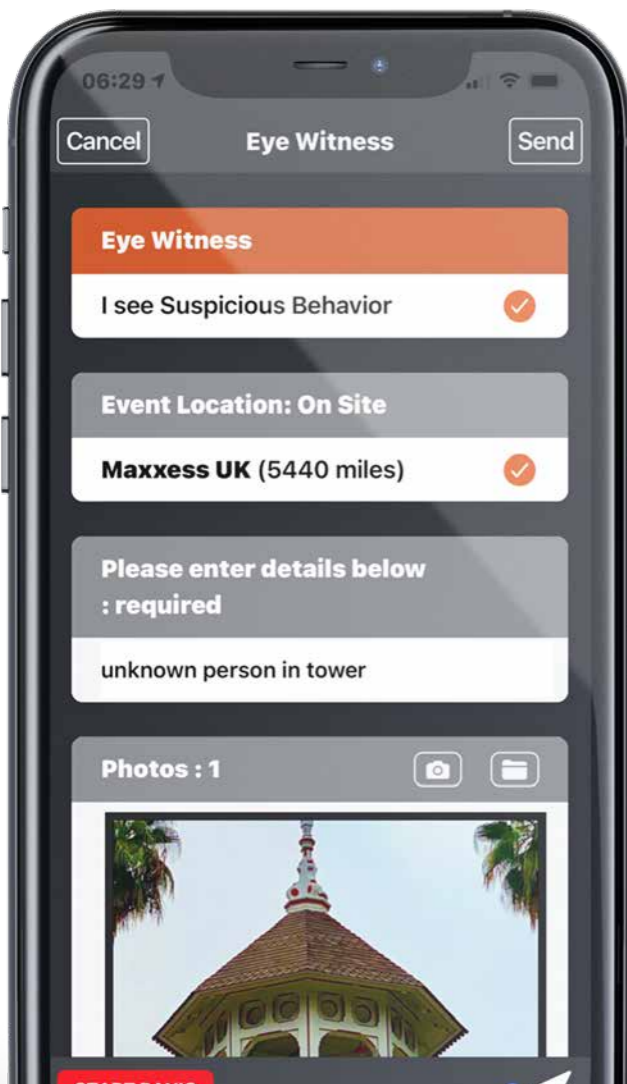 06:29
Cancel
Eye Witness
Send
Eye Witness
I see Suspicious Behavior
Event Location: On Site
Maxxess UK (5440 miles)
Please enter details below
: required
unknown person in tower
Photos : 1